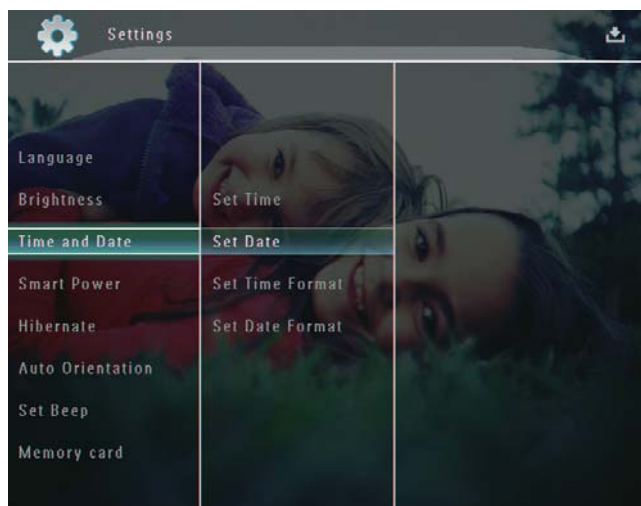 Settings
Language
Brightness
Time and Date
Smart Power
Hibernate
Auto Orientation
Set Beep
Memory card
Set Time
Set Date
Set Time Format
Set Date Format